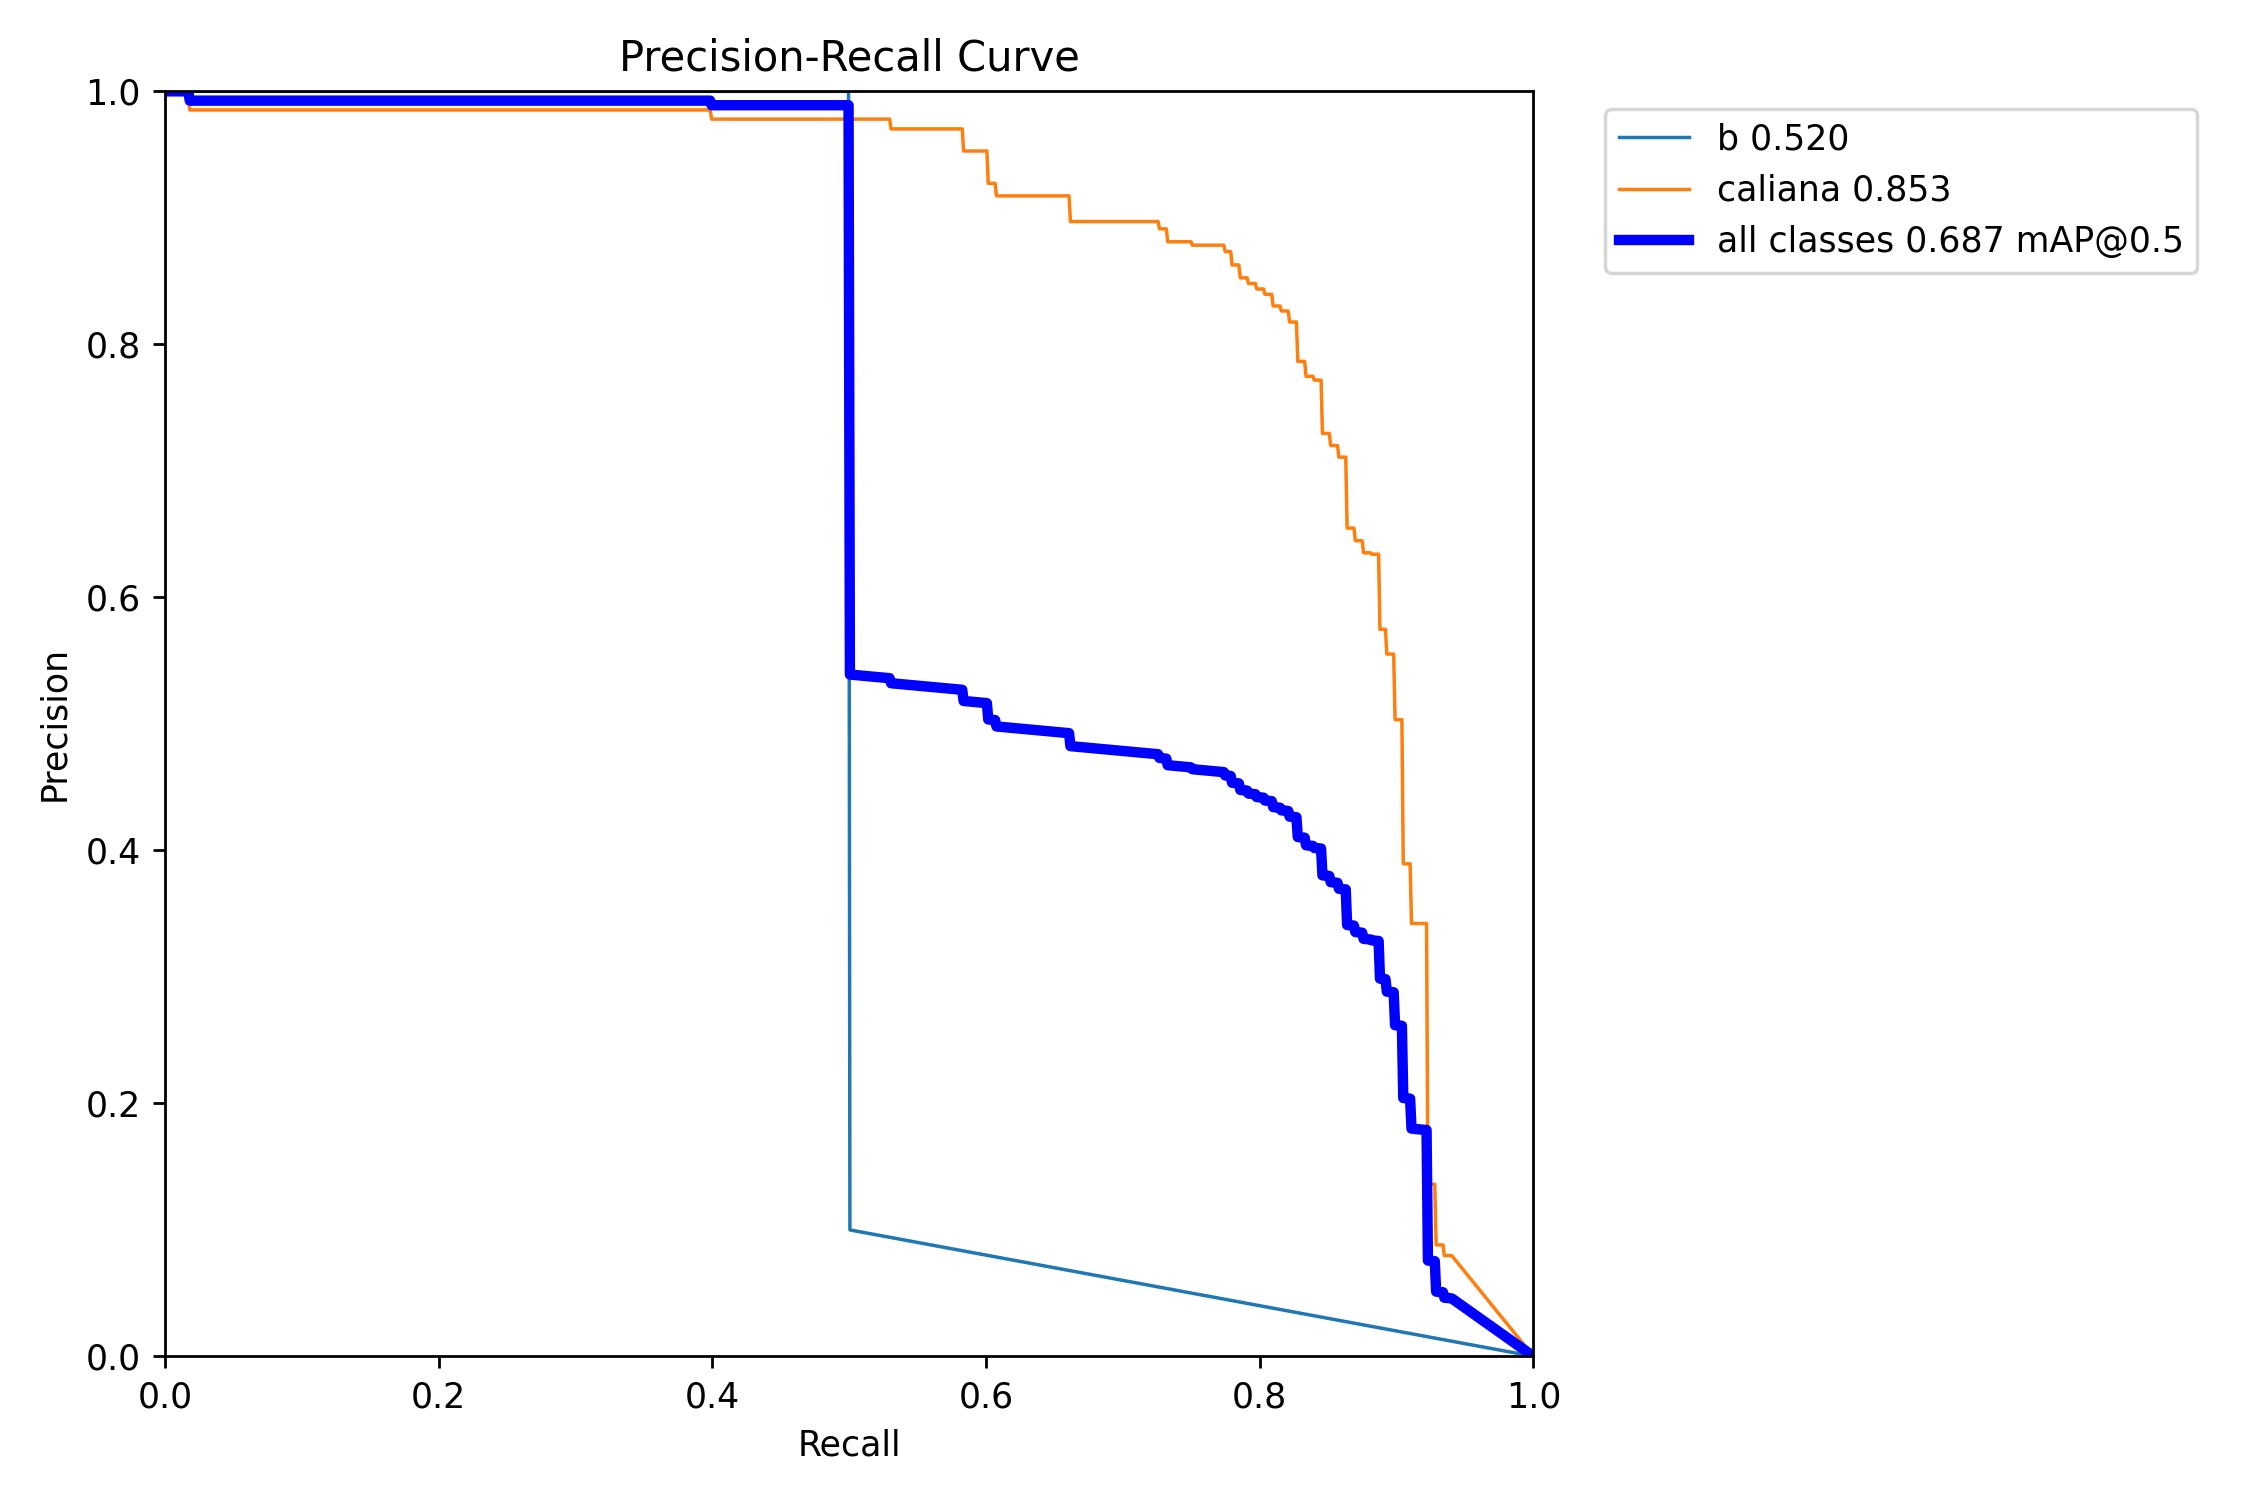 Precision-Recall Curve
1.0
0.8
0.6
0.4
0.2
0.0
Precision
0.0 0.2 0.4 0.6 0.8 1.0
Recall
b 0.520
caliana 0.853
all classes 0.687 mAP@0.5